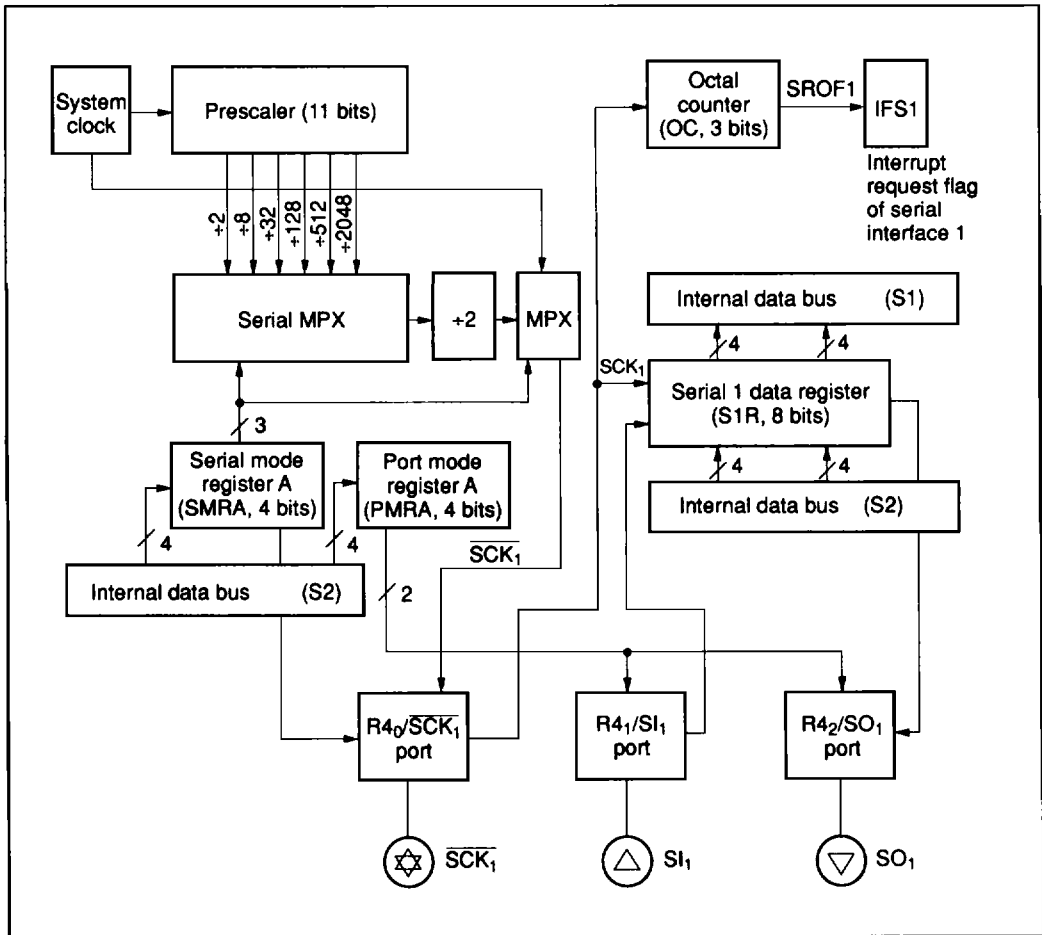 System
clock
Prescaler (11 bits)
Octal
counter
(OC, 3 bits)
SROF1
IFS1
Interrupt
request flag
of serial
interface 1
÷2
÷8
÷32
÷128
÷512
÷2048
Serial MPX
÷2
MPX
Internal data bus (S1)
4
4
SCK₁
Serial 1 data register
(S1R, 8 bits)
3
Serial mode
register A
(SMRA, 4 bits)
Port mode
register A
(PMRA, 4 bits)
4
4
Internal data bus (S2)
4
4
Internal data bus (S2)
2
S̅C̅K̅₁̅
R4₀/S̅C̅K̅₁̅
port
R4₁/SI₁
port
R4₂/SO₁
port
S̅C̅K̅₁̅
SI₁
SO₁